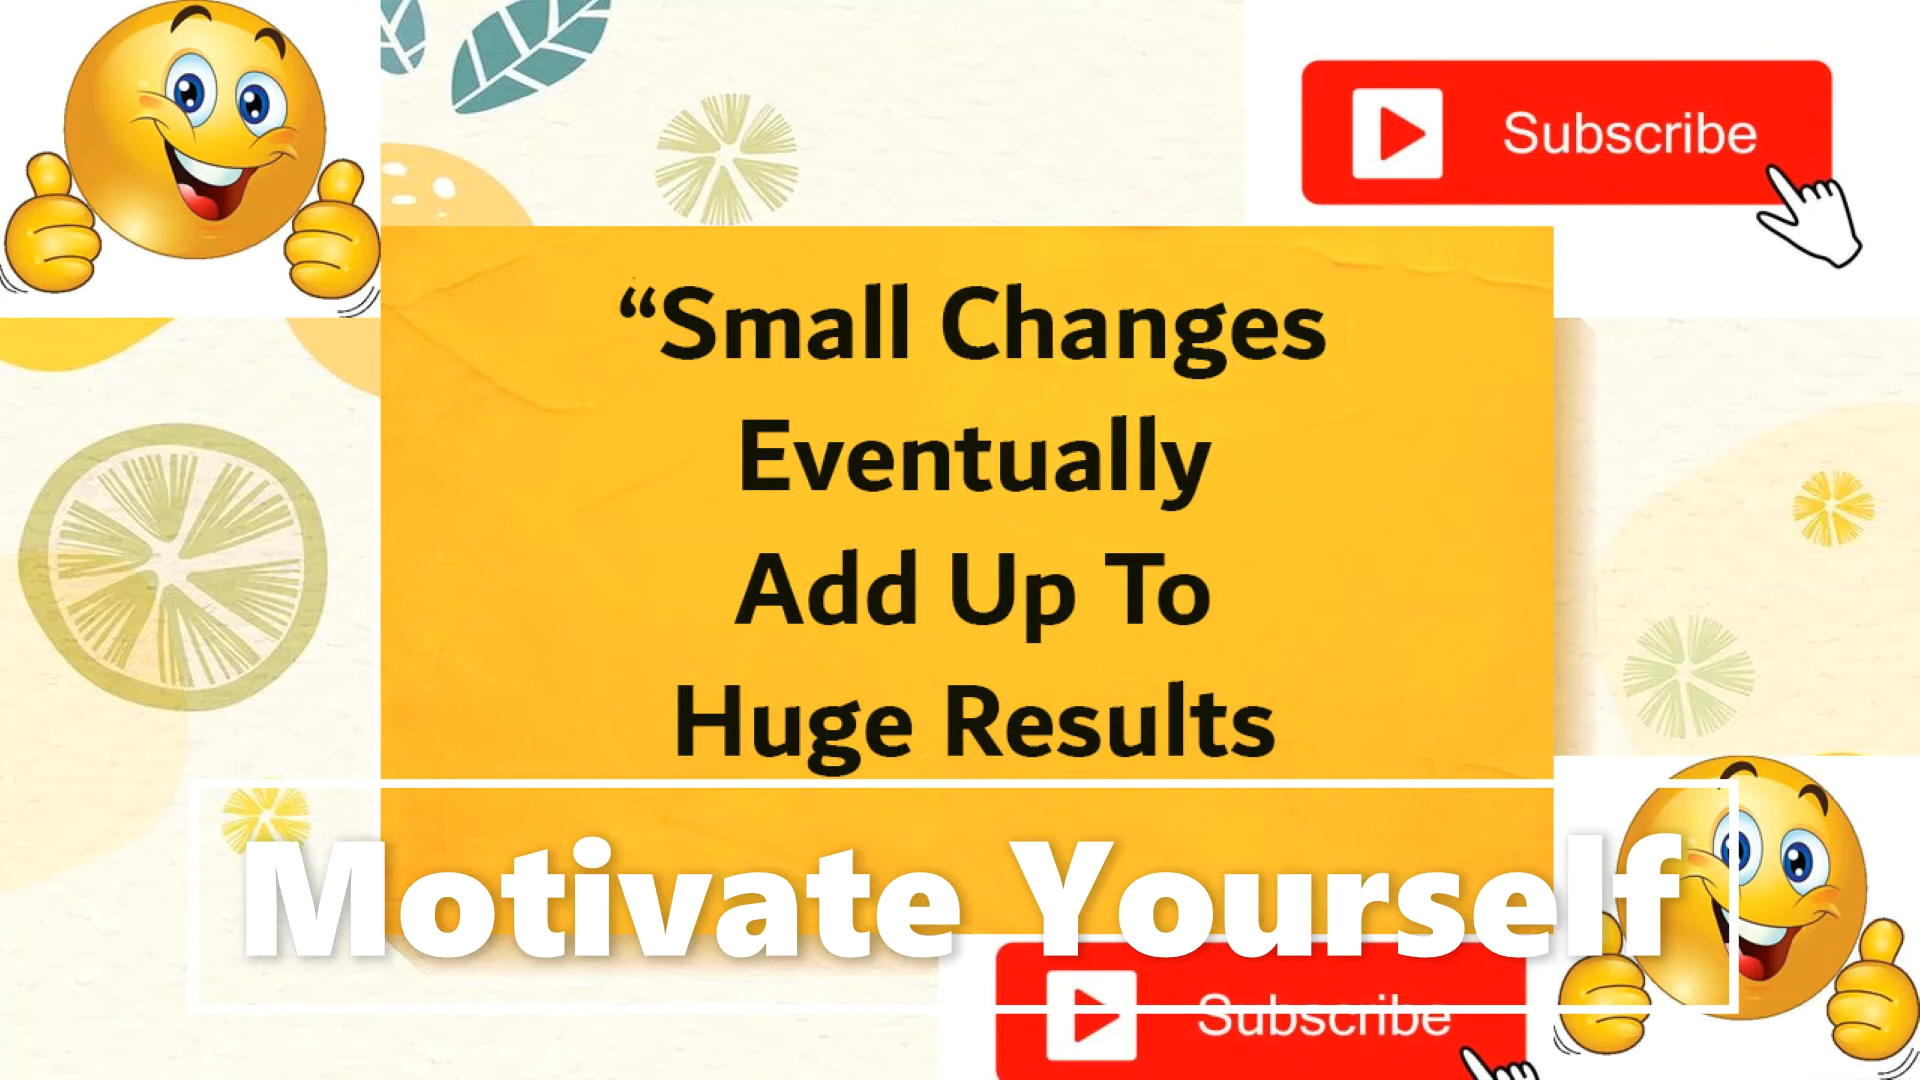 Subscribe
“Small Changes
Eventually
Add Up To
Huge Results
Motivate Yourself
Subscribe